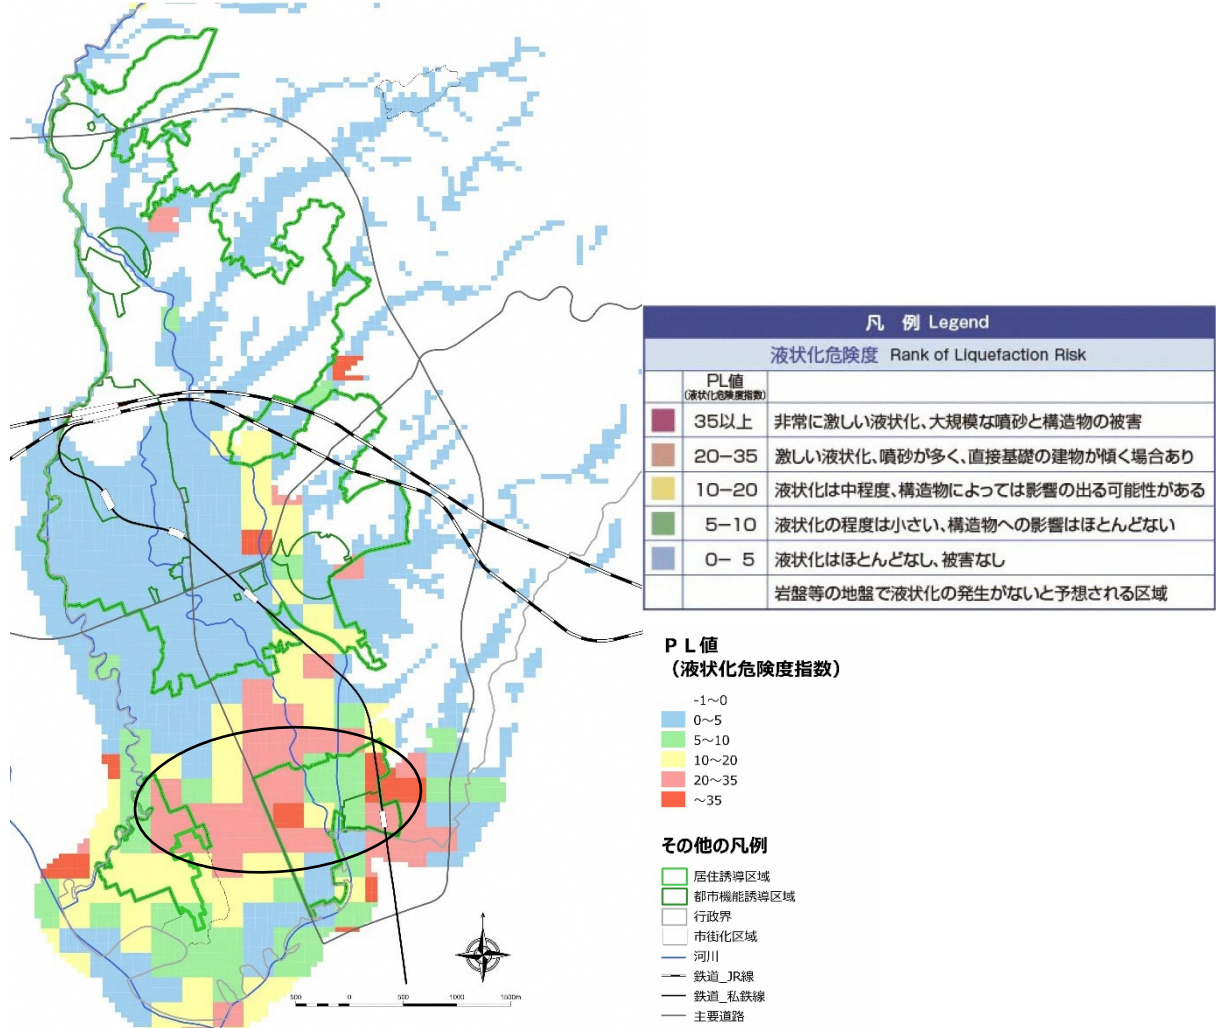 凡 例 Legend
液状化危険度 Rank of Liquefaction Risk
PL値
(液状化危険度指数)
35以上 非常に激しい液状化、大規模な噴砂と構造物の被害
20−35 激しい液状化、噴砂が多く、直接基礎の建物が傾く場合あり
10−20 液状化は中程度、構造物によっては影響の出る可能性がある
5−10 液状化の程度は小さい、構造物への影響はほとんどない
0− 5 液状化はほとんどなし、被害なし
岩盤等の地盤で液状化の発生がないと予想される区域
ＰＬ値
（液状化危険度指数）
-1～0
0～5
5～10
10～20
20～35
～35
その他の凡例
居住誘導区域
都市機能誘導区域
行政界
市街化区域
河川
鉄道_JR線
鉄道_私鉄線
主要道路
500 0 500 1000 1500m